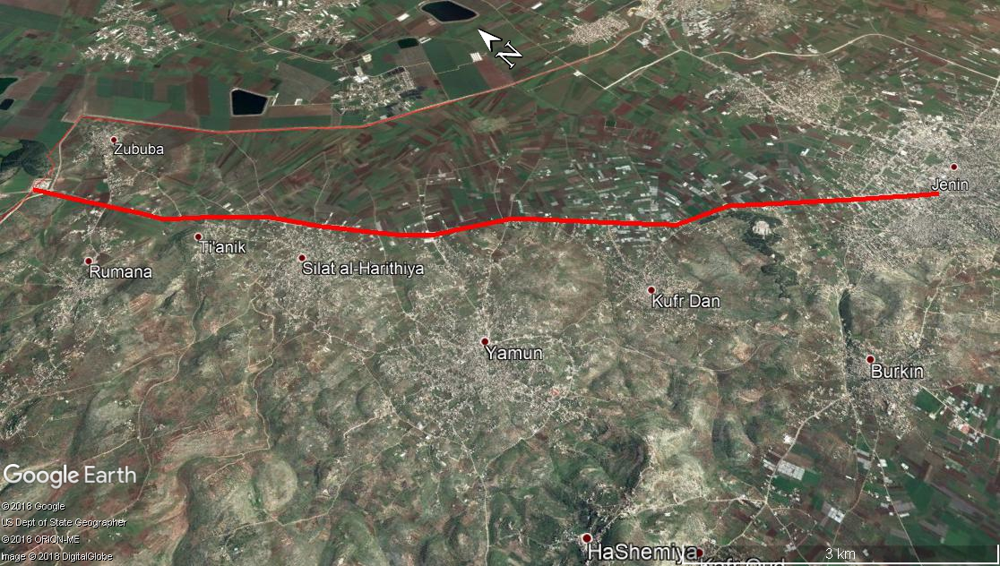 N
Zububa
Jenin
Ti'anik
Rumana
Silat al-Harithiya
Kufr Dan
Yamun
Burkin
Google Earth
©2018 Google
US Dept of State Geographer
©2018 ORION-ME
Image © 2018 DigitalGlobe
HaShemiya
3 km